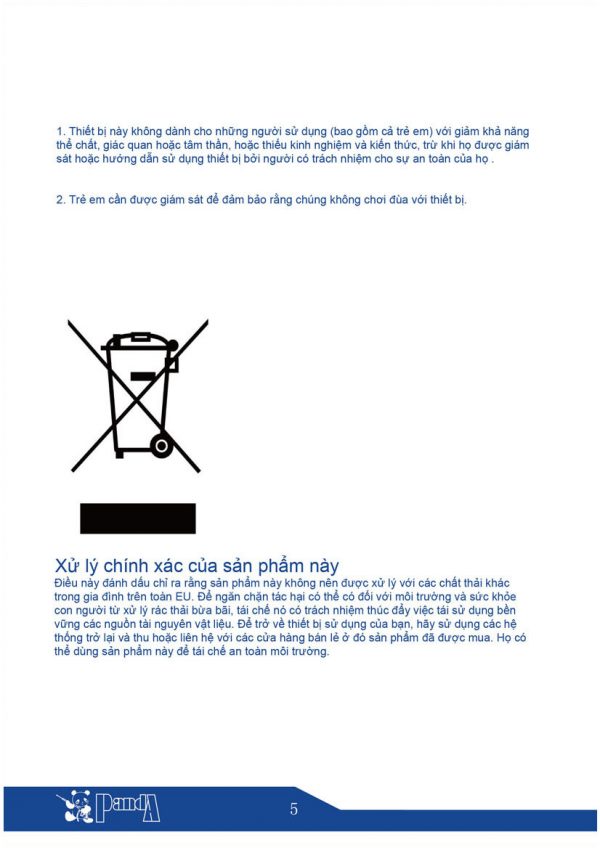 1. Thiết bị này không dành cho những người sử dụng (bao gồm cả trẻ em) với giảm khả năng
thể chất, giác quan hoặc tâm thần, hoặc thiếu kinh nghiệm và kiến thức, trừ khi họ được giám
sát hoặc hướng dẫn sử dụng thiết bị bởi người có trách nhiệm cho sự an toàn của họ .
2. Trẻ em cần được giám sát để đảm bảo rằng chúng không chơi đùa với thiết bị.
Xử lý chính xác của sản phẩm này
Điều này đánh dấu chỉ ra rằng sản phẩm này không nên được xử lý với các chất thải khác
trong gia đình trên toàn EU. Để ngăn chặn tác hại có thể có đối với môi trường và sức khỏe
con người từ xử lý rác thải bừa bãi, tái chế nó có trách nhiệm thúc đẩy việc tái sử dụng bền
vững các nguồn tài nguyên vật liệu. Để trở về thiết bị sử dụng của bạn, hãy sử dụng các hệ
thống trở lại và thu hoặc liên hệ với các cửa hàng bán lẻ ở đó sản phẩm đã được mua. Họ có
thể dùng sản phẩm này để tái chế an toàn môi trường.
PandA
5